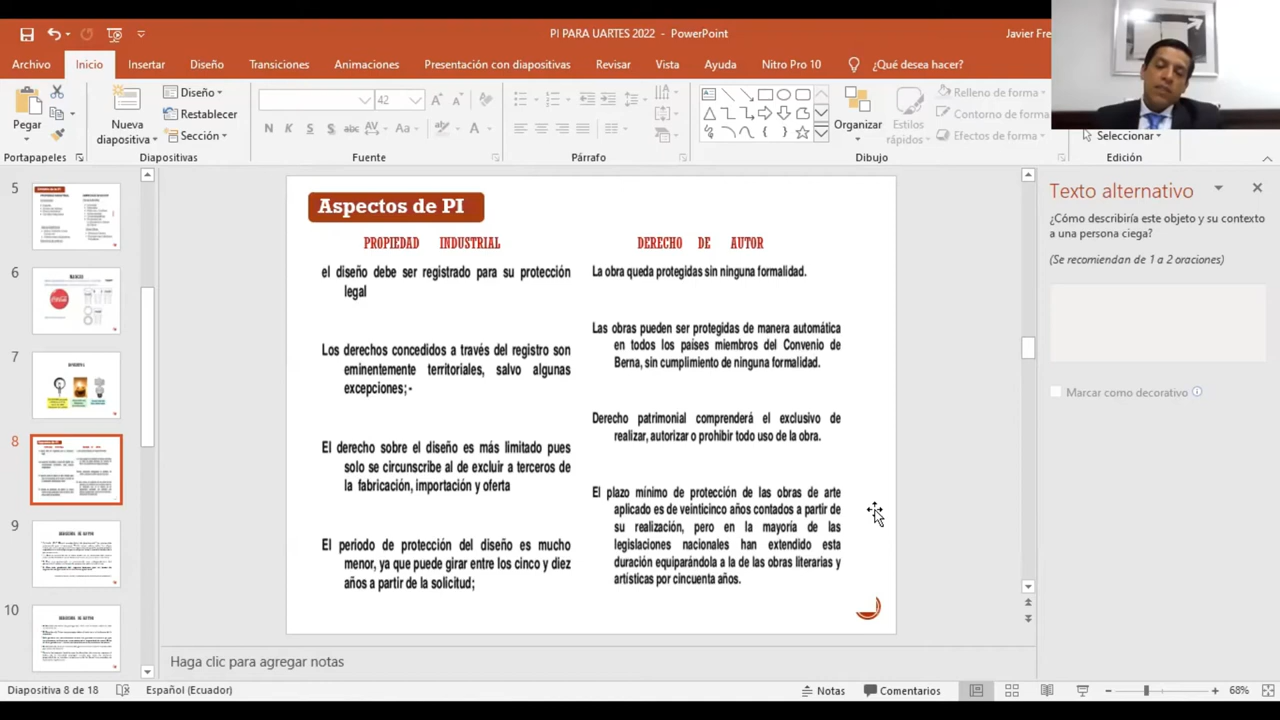 PI PARA UARTES 2022 - PowerPoint
Javier Fre
Archivo
Inicio
Insertar
Diseño
Transiciones
Animaciones
Presentación con diapositivas
Revisar
Vista
Ayuda
Nitro Pro 10
¿Qué desea hacer?
Pegar
Nueva
diapositiva
Diseño
Restablecer
Sección
42
N K S abc AV Aa A
Organizar
Estilos
rápidos
Relleno de forma
Contorno de forma
Efectos de forma
Seleccionar
Portapapeles
Diapositivas
Fuente
Párrafo
Dibujo
Edición
5
6
7
8
9
10
Aspectos de PI
PROPIEDAD INDUSTRIAL
el diseño debe ser registrado para su protección
legal
Los derechos concedidos a través del registro son
eminentemente territoriales, salvo algunas
excepciones; -
El derecho sobre el diseño es más limitado pues
solo se circunscribe al de excluir a terceros de
la fabricación, importación y oferta
El periodo de protección del diseño es mucho
menor, ya que puede girar entre los cinco y diez
años a partir de la solicitud;
DERECHO DE AUTOR
La obra queda protegidas sin ninguna formalidad.
Las obras pueden ser protegidas de manera automática
en todos los países miembros del Convenio de
Berna, sin cumplimiento de ninguna formalidad.
Derecho patrimonial comprenderá el exclusivo de
realizar, autorizar o prohibir todo uso de la obra.
El plazo mínimo de protección de las obras de arte
aplicado es de veinticinco años contados a partir de
su realización, pero en la mayoría de las
legislaciones nacionales han extendido esta
duración equiparándola a la de las obras literarias y
artísticas por cincuenta años.
Texto alternativo
¿Cómo describiría este objeto y su contexto
a una persona ciega?
(Se recomiendan de 1 a 2 oraciones)
Marcar como decorativo
Haga clic para agregar notas
Diapositiva 8 de 18
Español (Ecuador)
Notas
Comentarios
68%